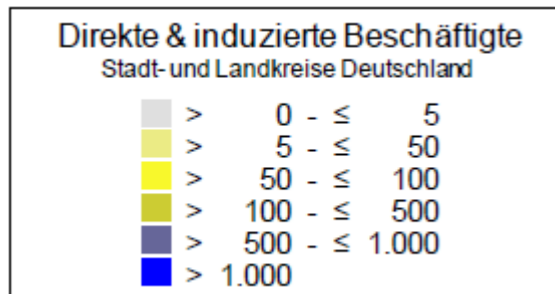 Direkte & induzierte Beschäftigte
Stadt- und Landkreise Deutschland
> 0 - ≤ 5
> 5 - ≤ 50
> 50 - ≤ 100
> 100 - ≤ 500
> 500 - ≤ 1.000
> 1.000